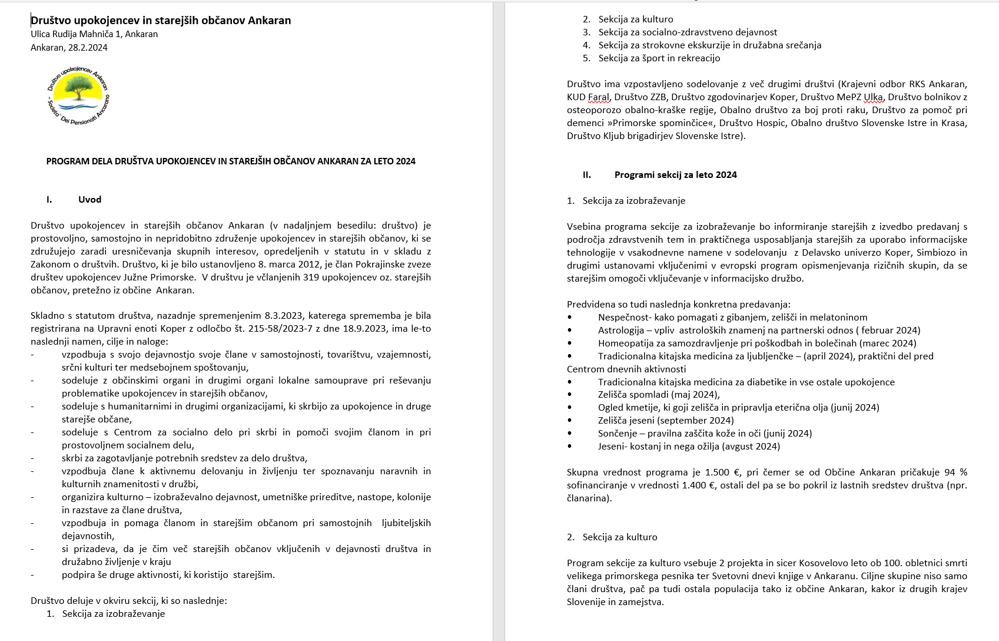 Društvo upokojencev in starejših občanov Ankaran
Ulica Rudija Mahniča 1, Ankaran
Ankaran, 28.2.2024
Društvo upokojencev Ankaran
- Societa` Dei Pensionati Ancarano
PROGRAM DELA DRUŠTVA UPOKOJENCEV IN STAREJŠIH OBČANOV ANKARAN ZA LETO 2024
I. Uvod
Društvo upokojencev in starejših občanov Ankaran (v nadaljnjem besedilu: društvo) je
prostovoljno, samostojno in nepridobitno združenje upokojencev in starejših občanov, ki se
združujejo zaradi uresničevanja skupnih interesov, opredeljenih v statutu in v skladu z
Zakonom o društvih. Društvo, ki je bilo ustanovljeno 8. marca 2012, je član Pokrajinske zveze
društev upokojencev Južne Primorske.  V društvu je včlanjenih 319 upokojencev oz. starejših
občanov, pretežno iz občine  Ankaran.
Skladno s statutom društva, nazadnje spremenjenim 8.3.2023, katerega sprememba je bila
registrirana na Upravni enoti Koper z odločbo št. 215-58/2023-7 z dne 18.9.2023, ima le-to
naslednji namen, cilje in naloge:
- vzpodbuja s svojo dejavnostjo svoje člane v samostojnosti, tovarištvu, vzajemnosti,
srčni kulturi ter medsebojnem spoštovanju,
- sodeluje z občinskimi organi in drugimi organi lokalne samouprave pri reševanju
problematike upokojencev in starejših občanov,
- sodeluje s humanitarnimi in drugimi organizacijami, ki skrbijo za upokojence in druge
starejše občane,
- sodeluje s Centrom za socialno delo pri skrbi in pomoči svojim članom in pri
prostovoljnem socialnem delu,
- skrbi za zagotavljanje potrebnih sredstev za delo društva,
- vzpodbuja člane k aktivnemu delovanju in življenju ter spoznavanju naravnih in
kulturnih znamenitosti v družbi,
- organizira kulturno – izobraževalno dejavnost, umetniške prireditve, nastope, kolonije
in razstave za člane društva,
- vzpodbuja in pomaga članom in starejšim občanom pri samostojnih  ljubiteljskih
dejavnostih,
- si prizadeva, da je čim več starejših občanov vključenih v dejavnosti društva in
družabno življenje v kraju
- podpira še druge aktivnosti, ki koristijo  starejšim.
Društvo deluje v okviru sekcij, ki so naslednje:
1. Sekcija za izobraževanje
2. Sekcija za kulturo
3. Sekcija za socialno-zdravstveno dejavnost
4. Sekcija za strokovne ekskurzije in družabna srečanja
5. Sekcija za šport in rekreacijo
Društvo ima vzpostavljeno sodelovanje z več drugimi društvi (Krajevni odbor RKS Ankaran,
KUD Faral, Društvo ZZB, Društvo zgodovinarjev Koper, Društvo MePZ Ulka, Društvo bolnikov z
osteoporozo obalno-kraške regije, Obalno društvo za boj proti raku, Društvo za pomoč pri
demenci »Primorske spominčice«, Društvo Hospic, Obalno društvo Slovenske Istre in Krasa,
Društvo Kljub brigadirjev Slovenske Istre).
II. Programi sekcij za leto 2024
1. Sekcija za izobraževanje
Vsebina programa sekcije za izobraževanje bo informiranje starejših z izvedbo predavanj s
področja zdravstvenih tem in praktičnega usposabljanja starejših za uporabo informacijske
tehnologije v vsakodnevne namene v sodelovanju  z Delavsko univerzo Koper, Simbiozo in
drugimi ustanovami vključenimi v evropski program opismenjevanja rizičnih skupin, da se
starejšim omogoči vključevanje v informacijsko družbo.
Predvidena so tudi naslednja konkretna predavanja:
• Nespečnost- kako pomagati z gibanjem, zelišči in melatoninom
• Astrologija – vpliv  astroloških znamenj na partnerski odnos ( februar 2024)
• Homeopatija za samozdravljenje pri poškodbah in bolečinah (marec 2024)
• Tradicionalna kitajska medicina za ljubljenčke – (april 2024), praktični del pred
Centrom dnevnih aktivnosti
• Tradicionalna kitajska medicina za diabetike in vse ostale upokojence
• Zelišča spomladi (maj 2024),
• Ogled kmetije, ki goji zelišča in pripravlja eterična olja (junij 2024)
• Zelišča jeseni (september 2024)
• Sončenje – pravilna zaščita kože in oči (junij 2024)
• Jeseni- kostanj in nega ožilja (avgust 2024)
Skupna vrednost programa je 1.500 €, pri čemer se od Občine Ankaran pričakuje 94 %
sofinanciranje v vrednosti 1.400 €, ostali del pa se bo pokril iz lastnih sredstev društva (npr.
članarina).
2. Sekcija za kulturo
Program sekcije za kulturo vsebuje 2 projekta in sicer Kosovelovo leto ob 100. obletnici smrti
velikega primorskega pesnika ter Svetovni dnevi knjige v Ankaranu. Ciljne skupine niso samo
člani društva, pač pa tudi ostala populacija tako iz občine Ankaran, kakor iz drugih krajev
Slovenije in zamejstva.